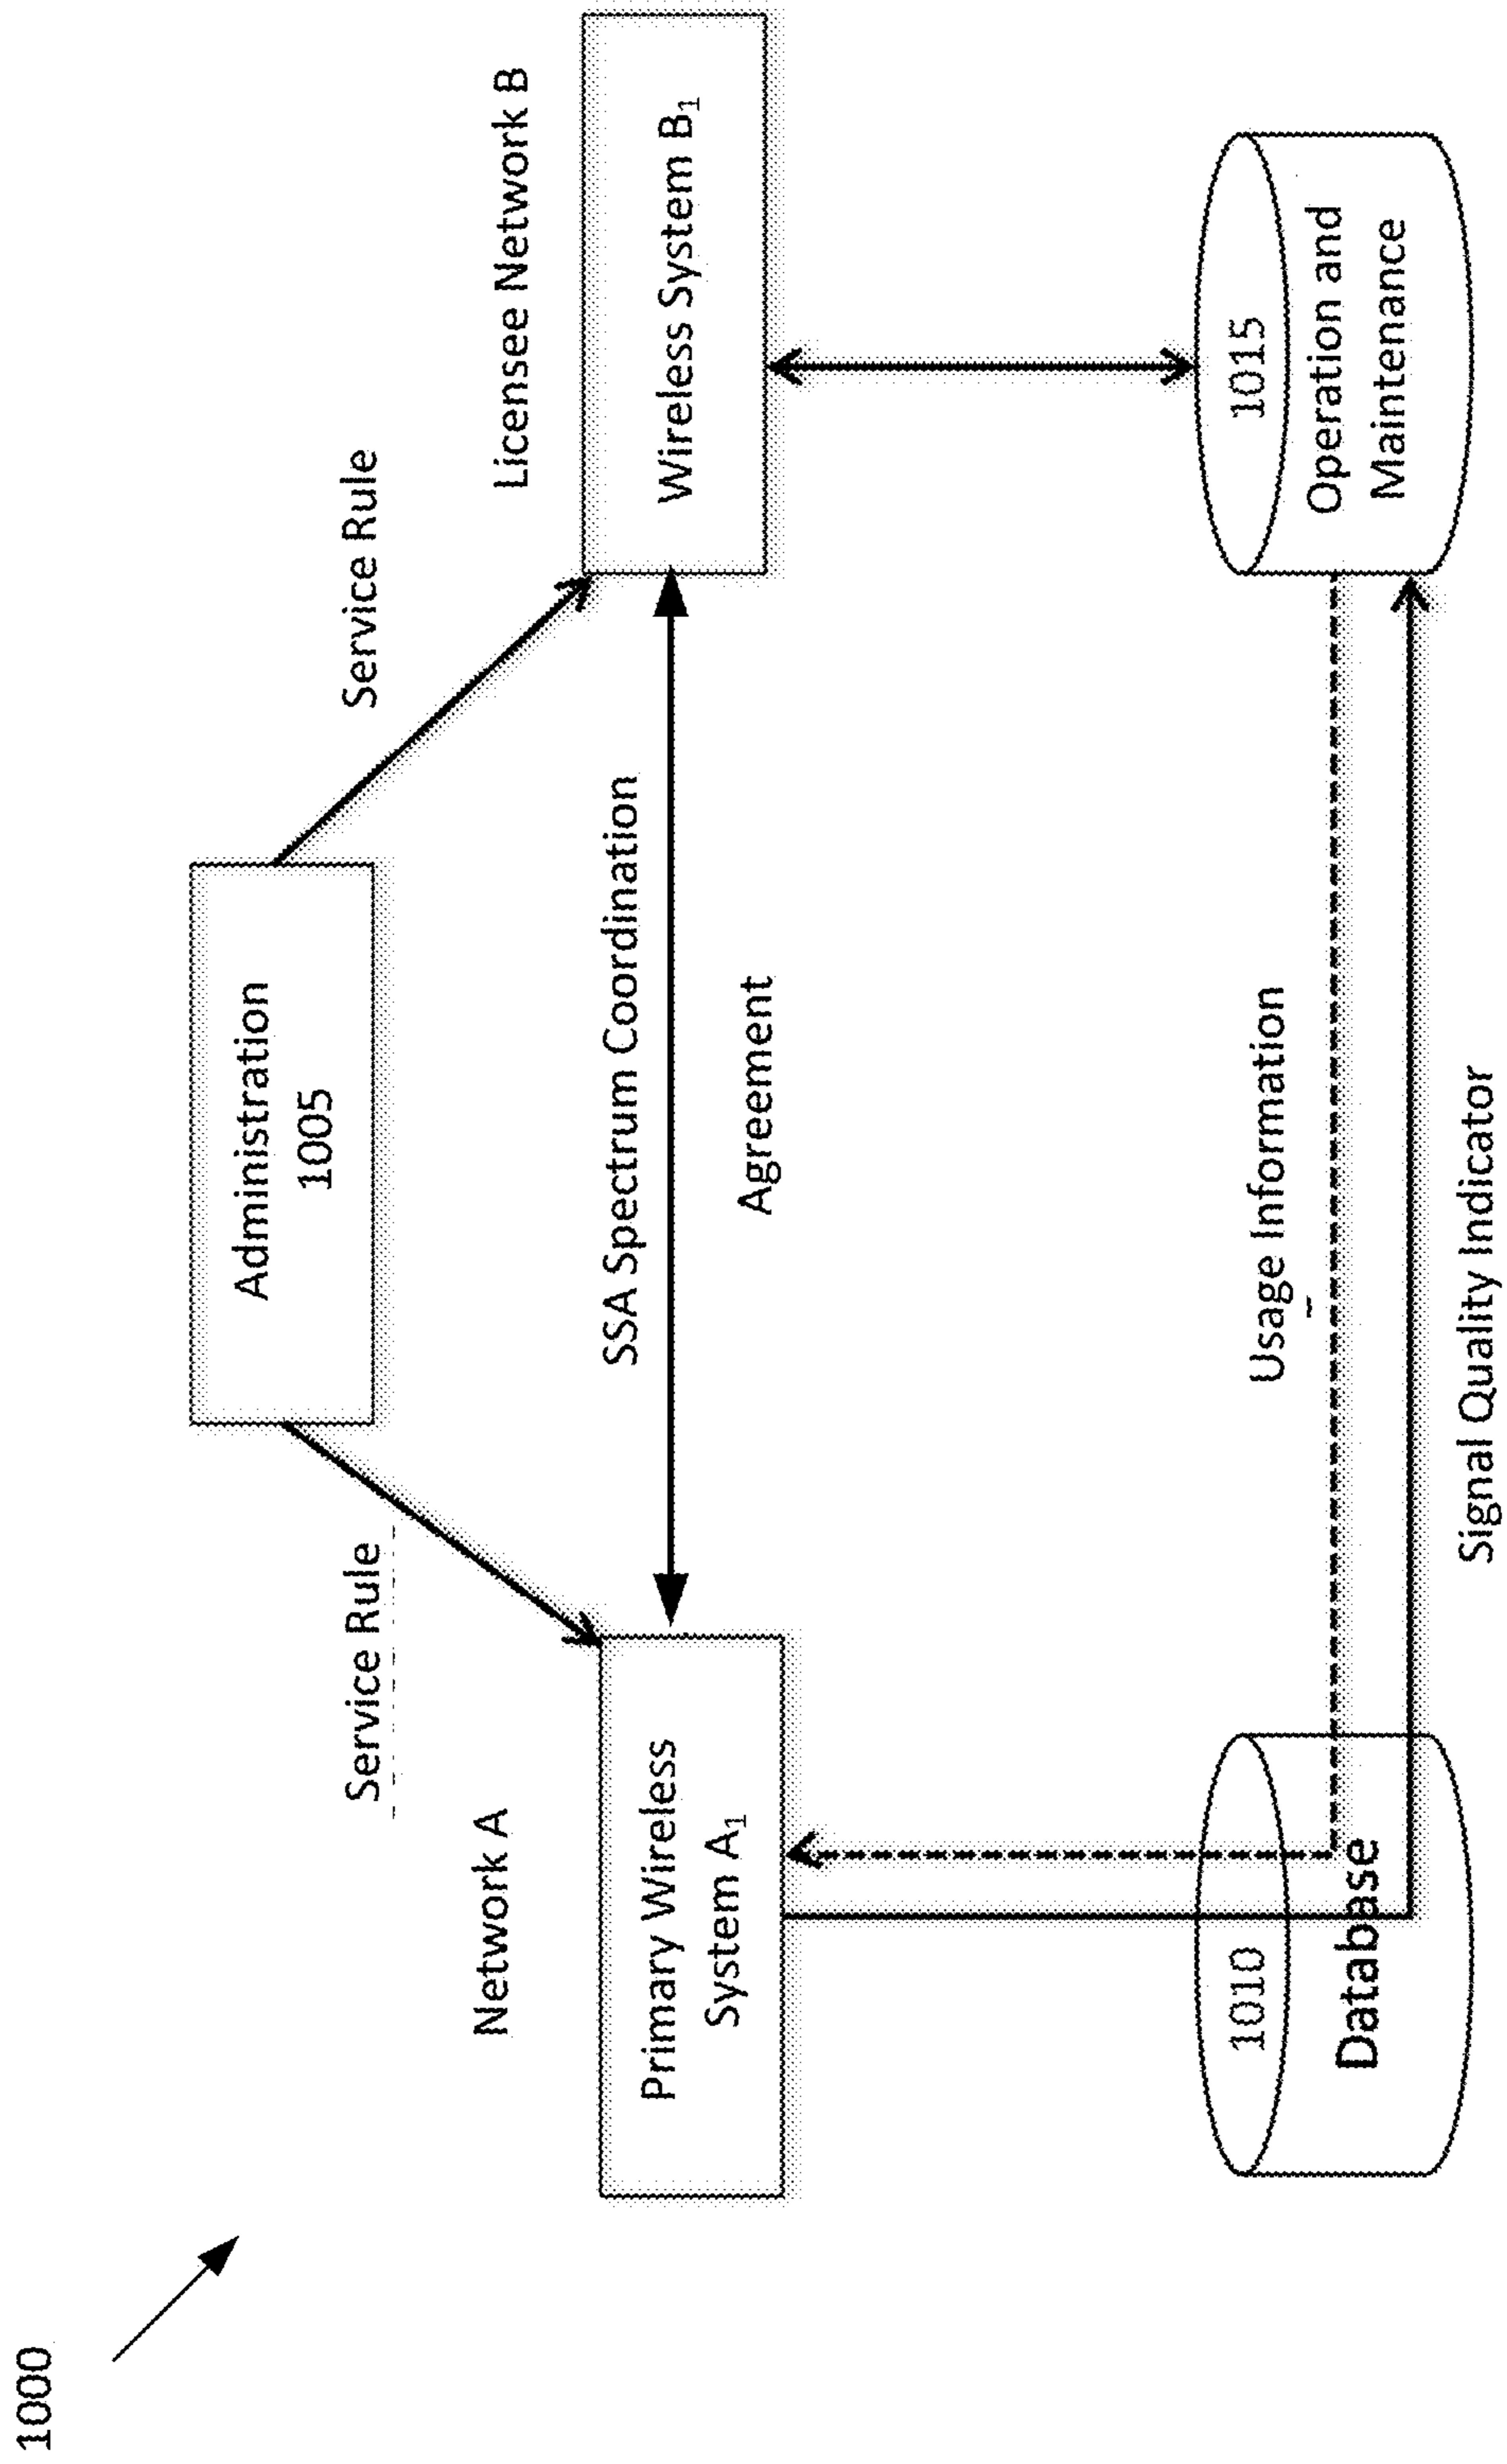 1000
Administration
1005
Service Rule
Service Rule
Network A
Licensee Network B
Primary Wireless
System A₁
SSA Spectrum Coordination
Agreement
Wireless System B₁
1010
Database
Usage Information
Signal Quality Indicator
1015
Operation and
Maintenance